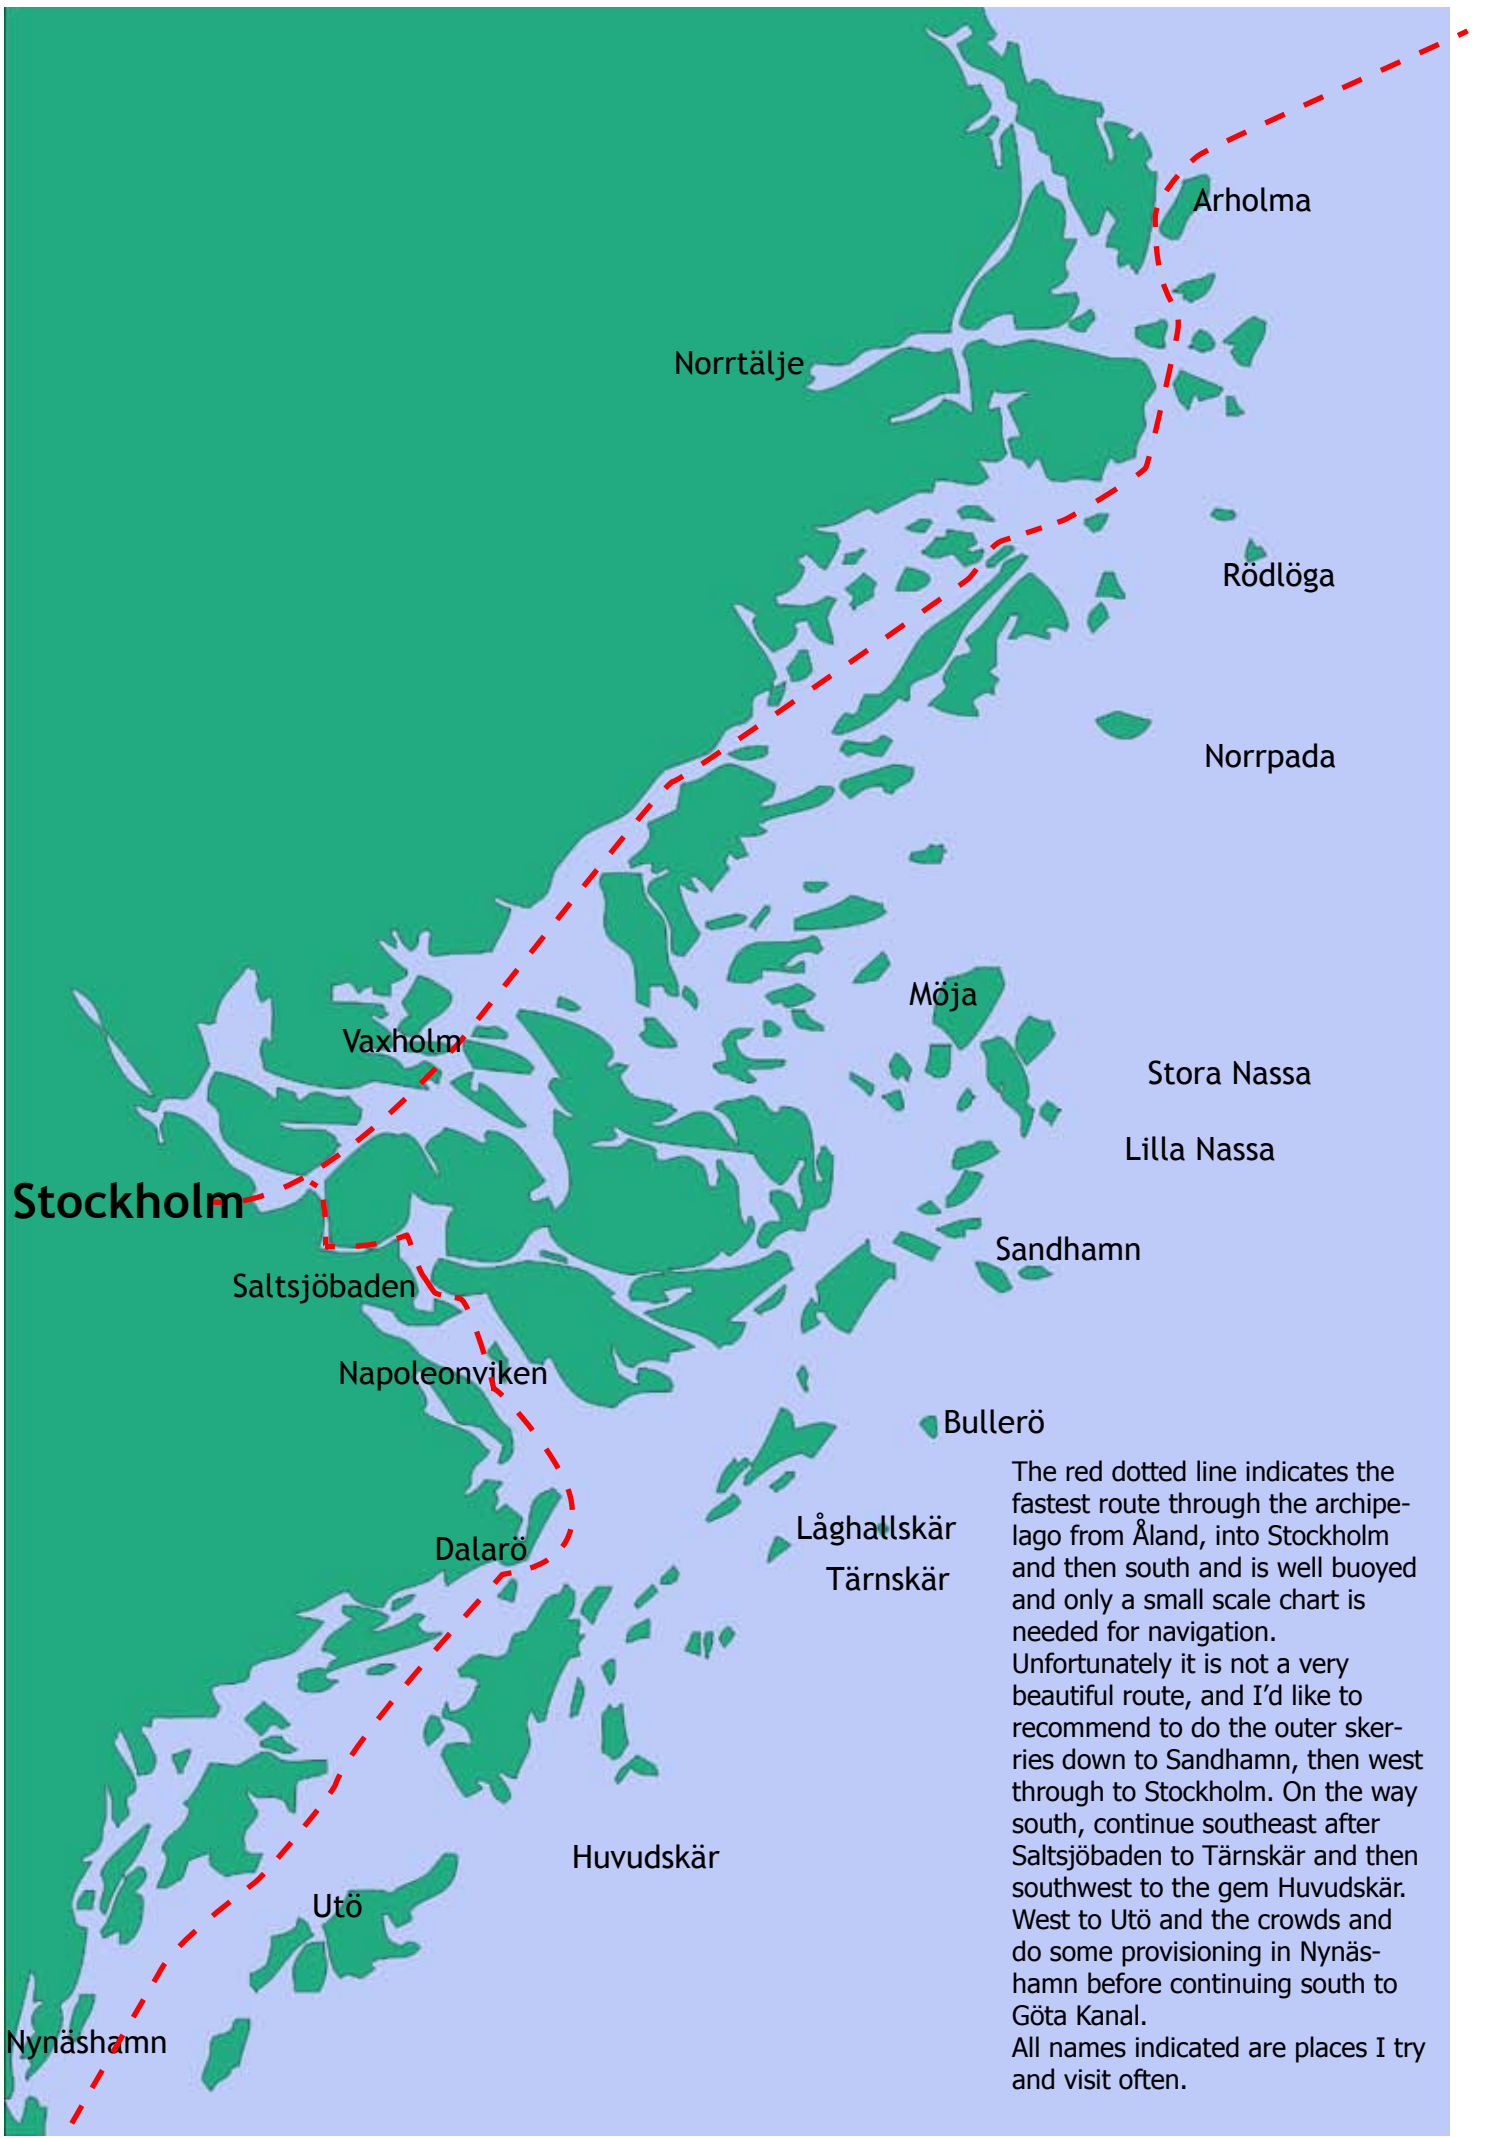 Arholma
Norrtälje
Rödlöga
Norrpada
Möja
Vaxholm
Stora Nassa
Lilla Nassa
Stockholm
Sandhamn
Saltsjöbaden
Napoleonviken
Bullerö
The red dotted line indicates the
fastest route through the archipe-
lago from Åland, into Stockholm
and then south and is well buoyed
and only a small scale chart is
needed for navigation.
Unfortunately it is not a very
beautiful route, and I’d like to
recommend to do the outer sker-
ries down to Sandhamn, then west
through to Stockholm. On the way
south, continue southeast after
Saltsjöbaden to Tärnskär and then
southwest to the gem Huvudskär.
West to Utö and the crowds and
do some provisioning in Nynäs-
hamn before continuing south to
Göta Kanal.
All names indicated are places I try
and visit often.
Låghallskär
Dalarö
Tärnskär
Huvudskär
Utö
Nynäshamn